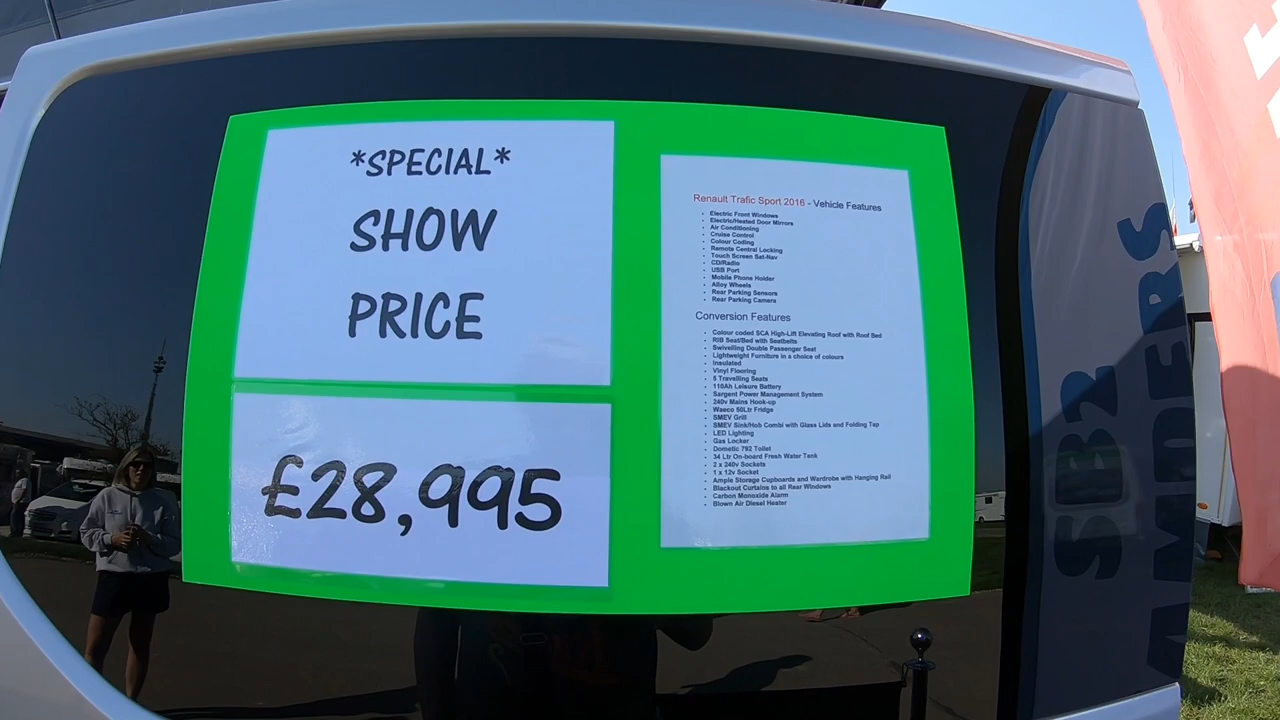 *SPECIAL*
SHOW
PRICE
£28,995
Renault Trafic Sport 2016 - Vehicle Features
• Electric Front Windows
• Electric/Heated Door Mirrors
• Air Conditioning
• Cruise Control
• Colour Coding
• Remote Central Locking
• Touch Screen Sat-Nav
• CD/Radio
• USB Port
• Mobile Phone Holder
• Alloy Wheels
• Rear Parking Sensors
• Rear Parking Camera
Conversion Features
• Colour coded SCA High-Lift Elevating Roof with Roof Bed
• RIB Seat/Bed with Seatbelts
• Swivelling Double Passenger Seat
• Lightweight Furniture in a choice of colours
• Insulated
• Vinyl Flooring
• 5 Travelling Seats
• 110Ah Leisure Battery
• Sargent Power Management System
• 240v Mains Hook-up
• Waeco 50Ltr Fridge
• SMEV Grill
• SMEV Sink/Hob Combi with Glass Lids and Folding Tap
• LED Lighting
• Gas Locker
• Dometic 792 Toilet
• 34 Ltr On-board Fresh Water Tank
• 2 x 240v Sockets
• 1 x 12v Socket
• Ample Storage Cupboards and Wardrobe with Hanging Rail
• Blackout Curtains to all Rear Windows
• Carbon Monoxide Alarm
• Blown Air Diesel Heater